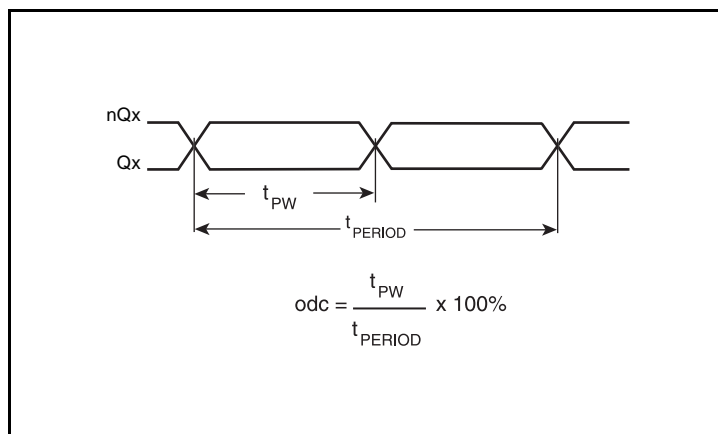 nQx
Qx
tPW
tPERIOD
odc = tPW / tPERIOD x 100%